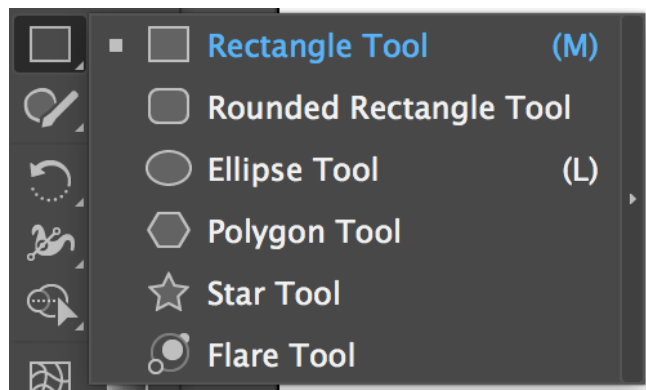 Rectangle Tool (M)
Rounded Rectangle Tool
Ellipse Tool (L)
Polygon Tool
Star Tool
Flare Tool